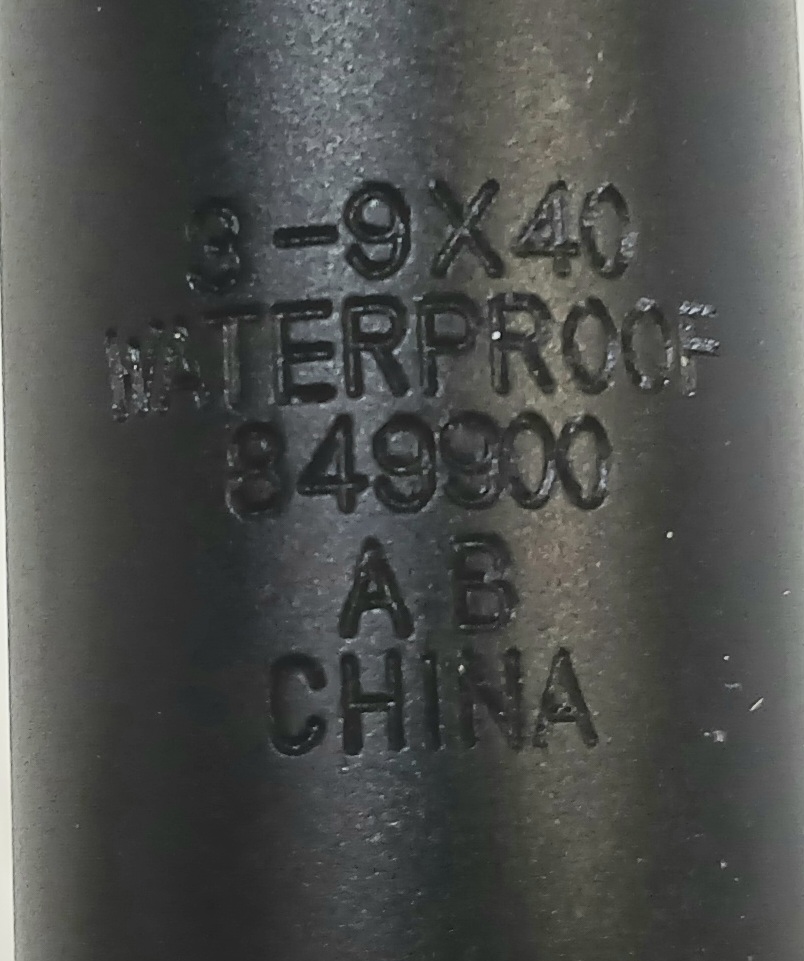 3-9X40
WATERPROOF
849900
A B
CHINA